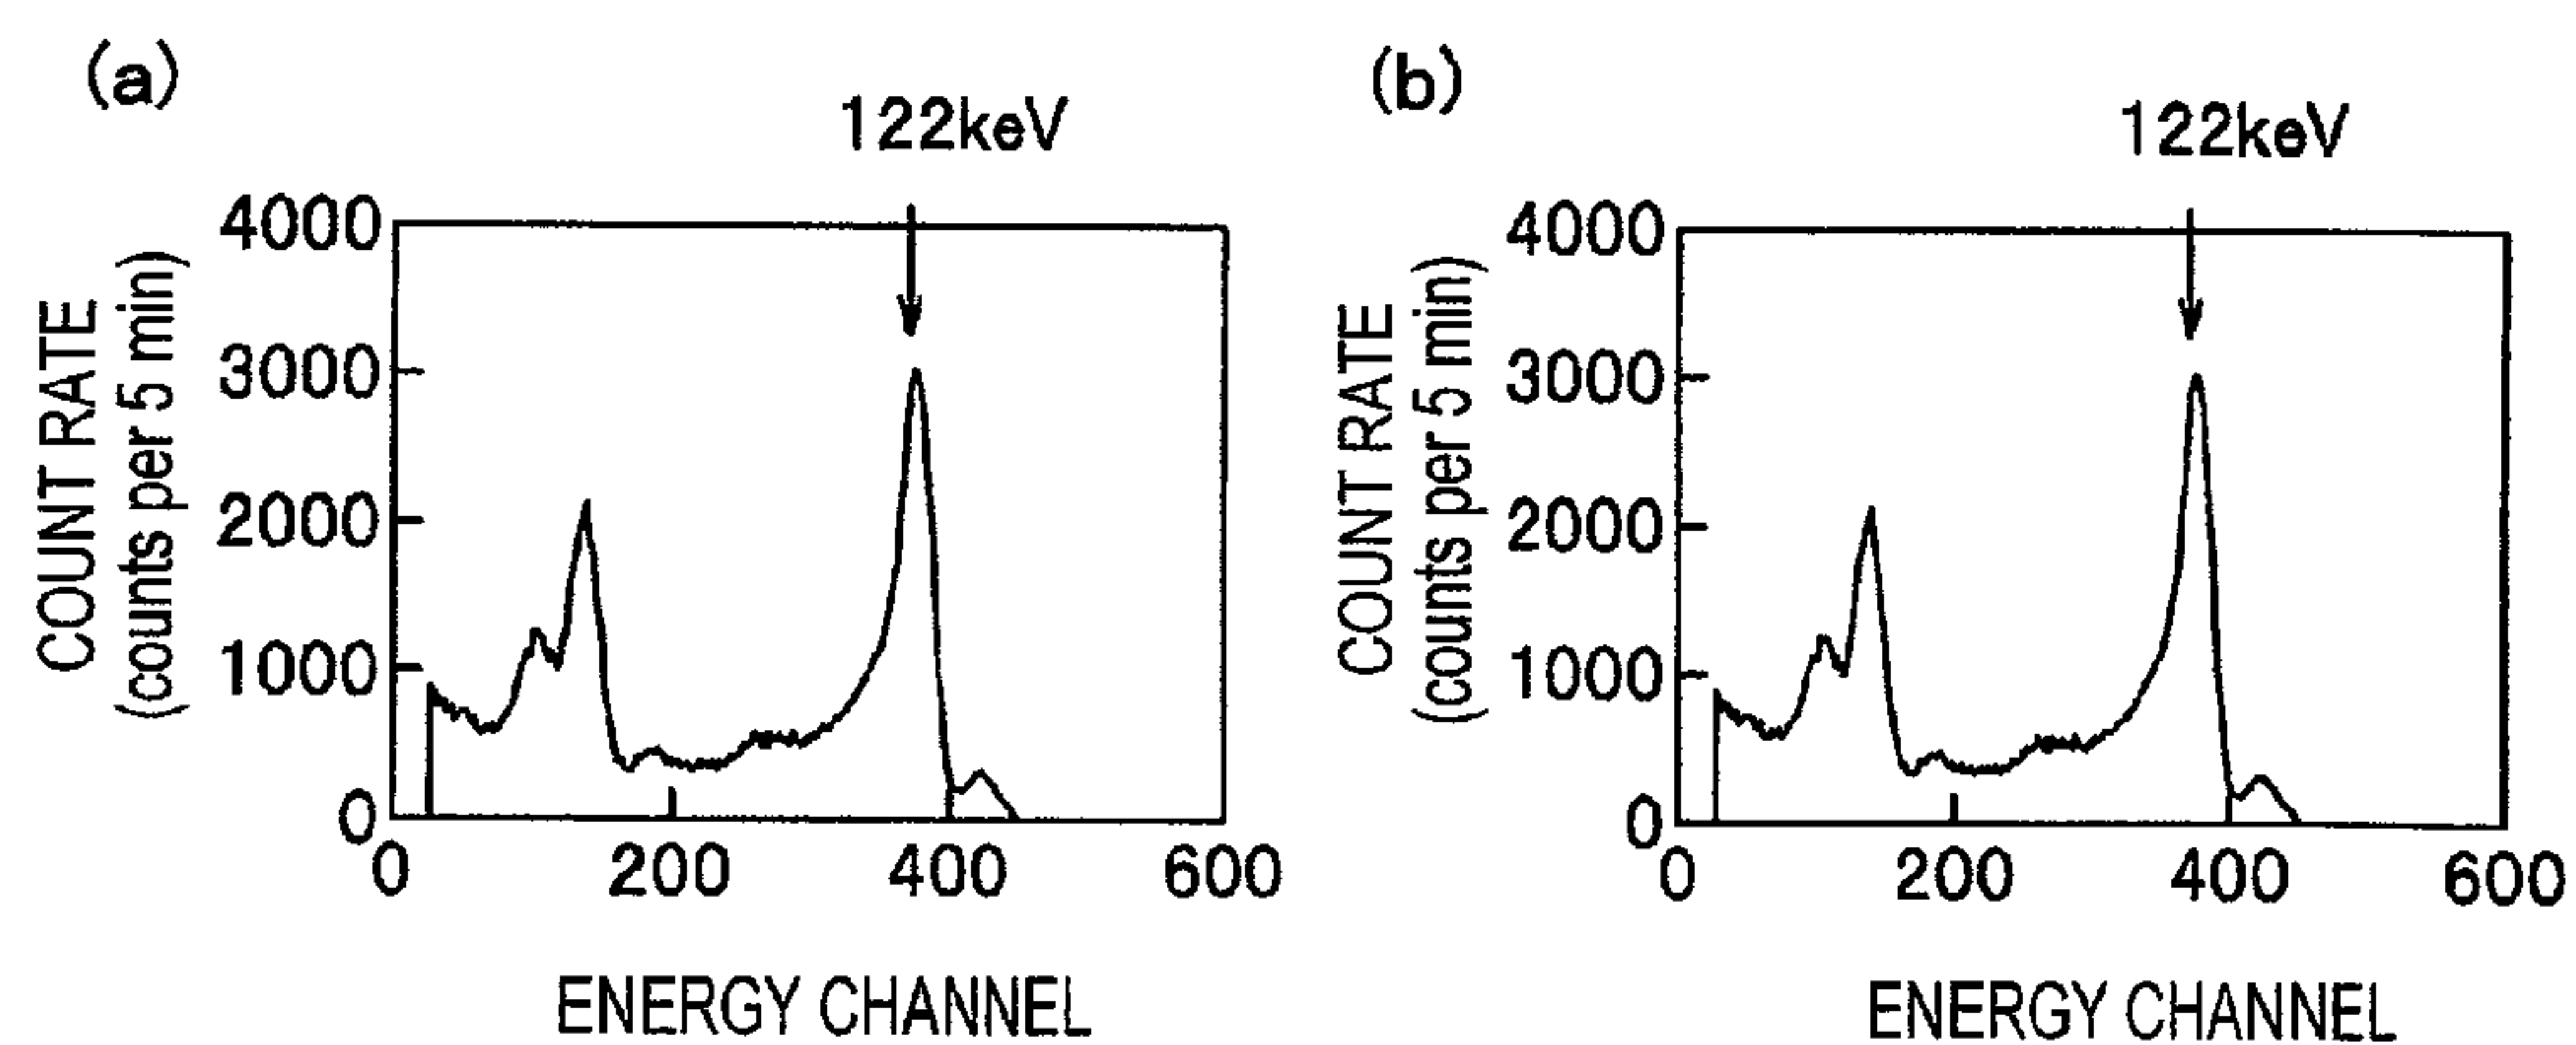 (a)
122keV
4000
3000
2000
1000
0
COUNT RATE
(counts per 5 min)
0 200 400 600
ENERGY CHANNEL
(b)
122keV
4000
3000
2000
1000
0
COUNT RATE
(counts per 5 min)
0 200 400 600
ENERGY CHANNEL